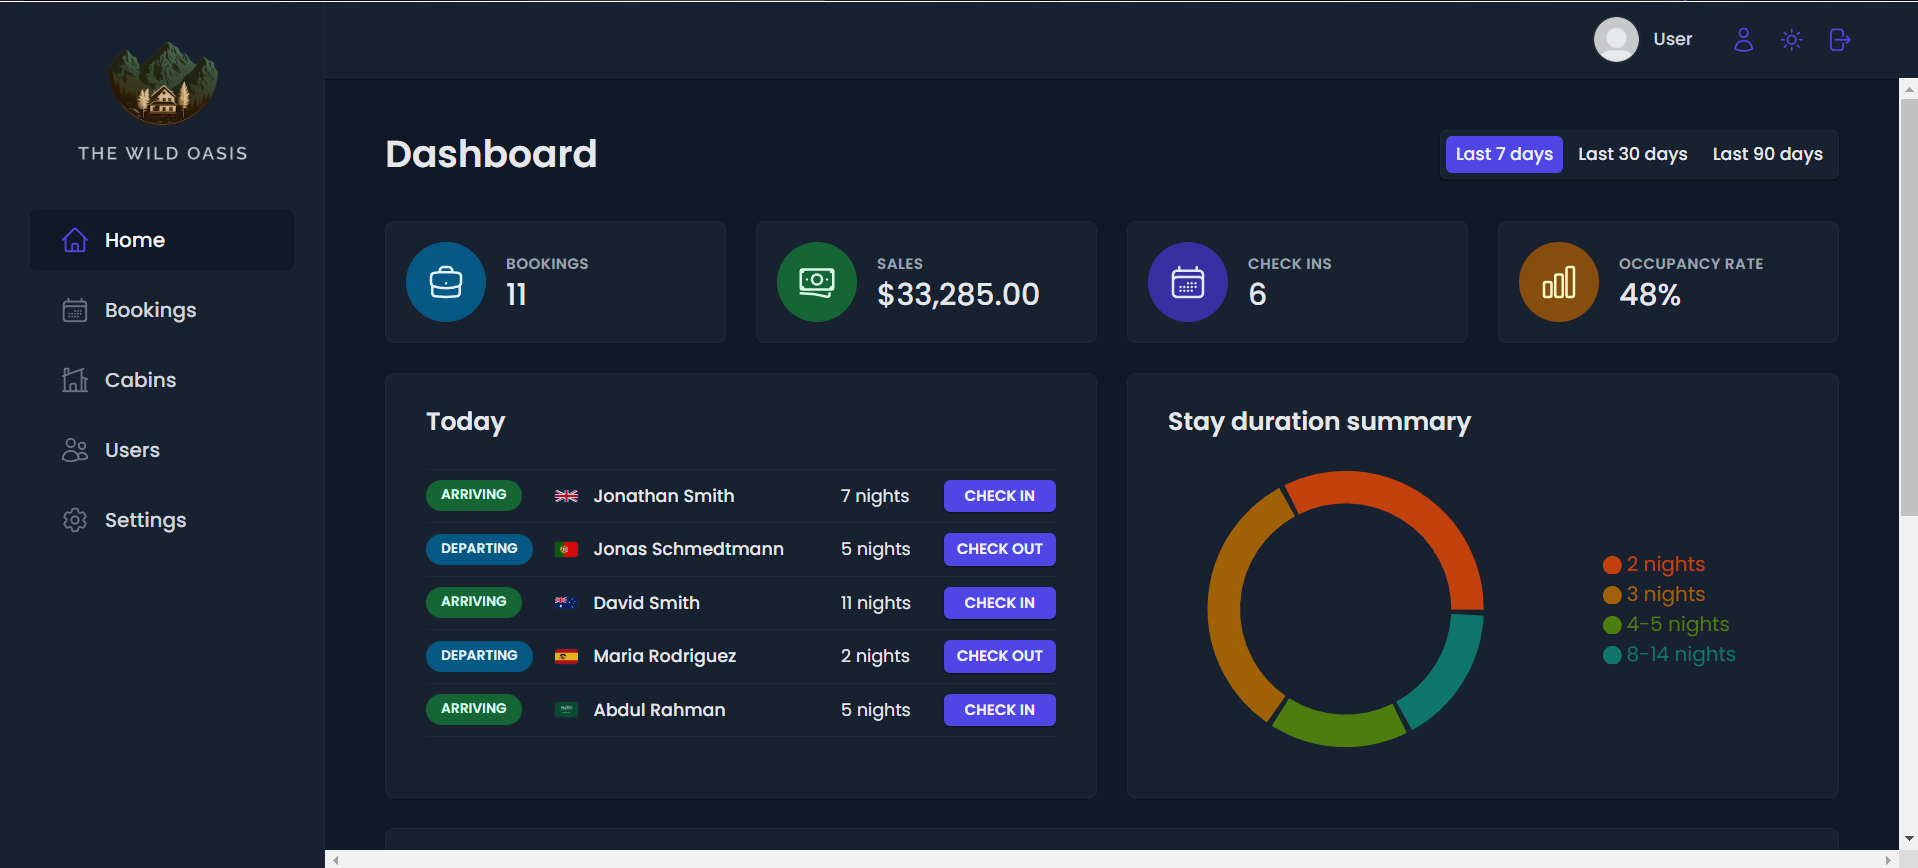 THE WILD OASIS
Home
Bookings
Cabins
Users
Settings
User
Dashboard
Last 7 days Last 30 days Last 90 days
BOOKINGS
11
SALES
$33,285.00
CHECK INS
6
OCCUPANCY RATE
48%
Today
ARRIVING Jonathan Smith 7 nights CHECK IN
DEPARTING Jonas Schmedtmann 5 nights CHECK OUT
ARRIVING David Smith 11 nights CHECK IN
DEPARTING Maria Rodriguez 2 nights CHECK OUT
ARRIVING Abdul Rahman 5 nights CHECK IN
Stay duration summary
2 nights
3 nights
4-5 nights
8-14 nights